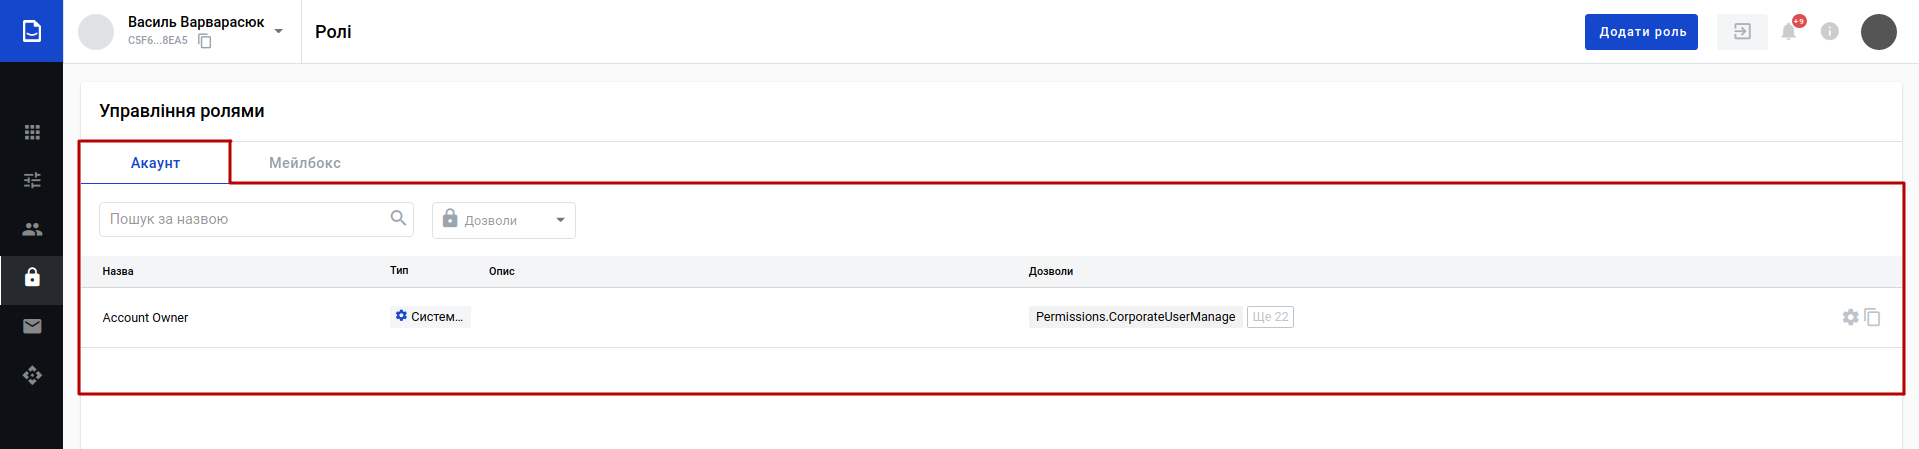 Василь Варварасюк
C5F6...8EA5
Ролі
Додати роль
+9
Управління ролями
Акаунт
Мейлбокс
Пошук за назвою
Дозволи
Назва
Тип
Опис
Дозволи
Account Owner
Систем...
Permissions.CorporateUserManage
Ще 22